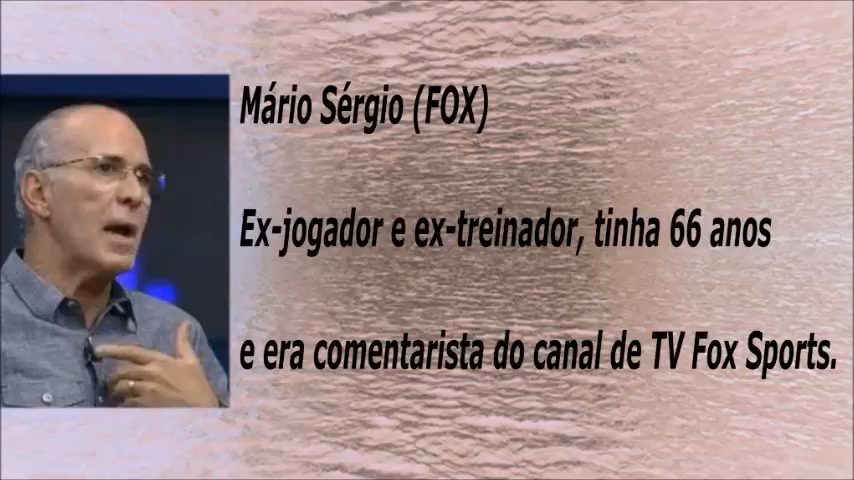 Mário Sérgio (FOX)
Ex-jogador e ex-treinador, tinha 66 anos
e era comentarista do canal de TV Fox Sports.